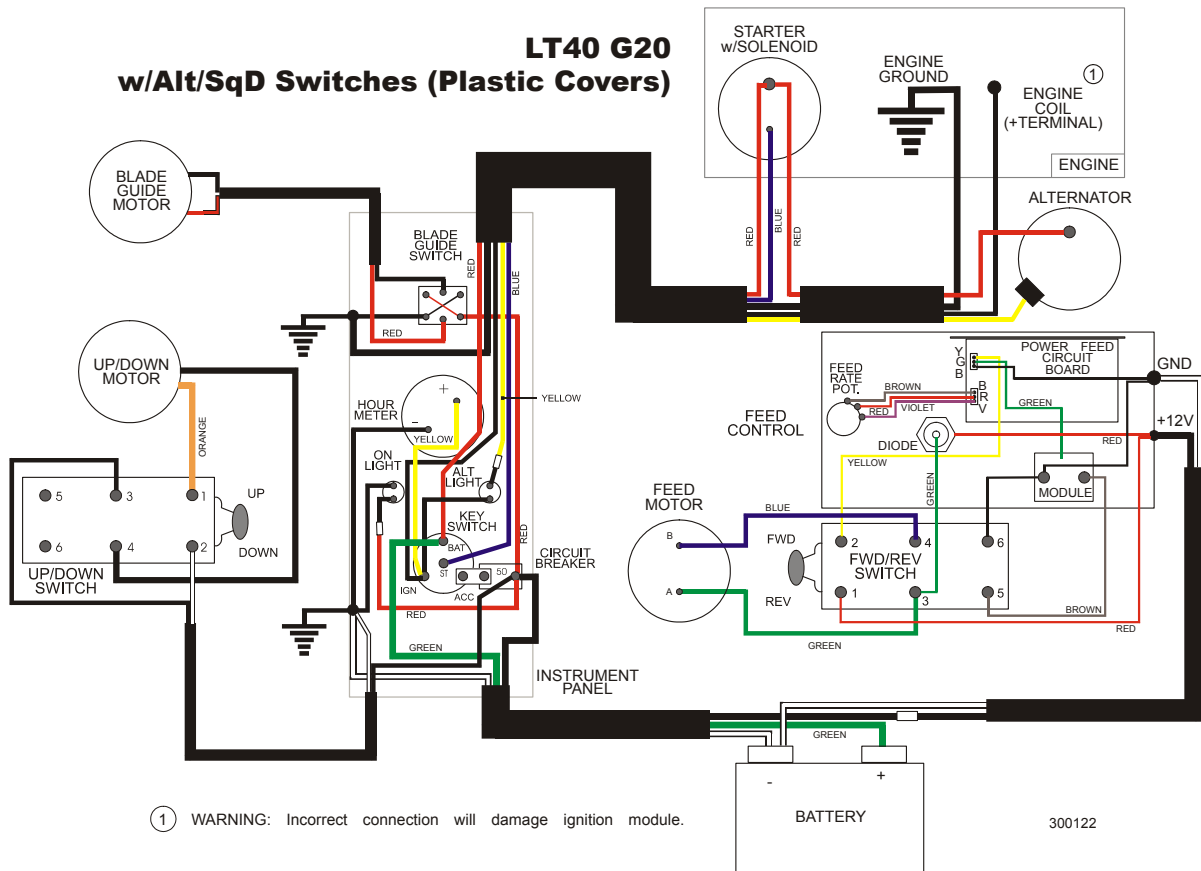 LT40 G20
w/Alt/SqD Switches (Plastic Covers)
STARTER
w/SOLENOID
ENGINE
GROUND
1
ENGINE
COIL
(+TERMINAL)
ENGINE
BLADE
GUIDE
MOTOR
ALTERNATOR
RED
BLUE
RED
BLADE
GUIDE
SWITCH
RED
BLUE
RED
UP/DOWN
MOTOR
ORANGE
HOUR
METER
+
-
YELLOW
YELLOW
ON
LIGHT
ALT
LIGHT
KEY
SWITCH
BAT
ST
IGN
ACC
50
RED
CIRCUIT
BREAKER
RED
GREEN
INSTRUMENT
PANEL
5
3
1
UP
6
4
2
DOWN
UP/DOWN
SWITCH
POWER FEED
CIRCUIT
BOARD
Y
G
B
B
R
V
GND
FEED
RATE
POT.
BROWN
RED
VIOLET
GREEN
FEED
CONTROL
DIODE
RED
+12V
YELLOW
GREEN
MODULE
FEED
MOTOR
B
A
BLUE
FWD
REV
2
4
6
FWD/REV
SWITCH
1
3
5
BROWN
RED
GREEN
GREEN
-
+
BATTERY
1 WARNING: Incorrect connection will damage ignition module.
300122